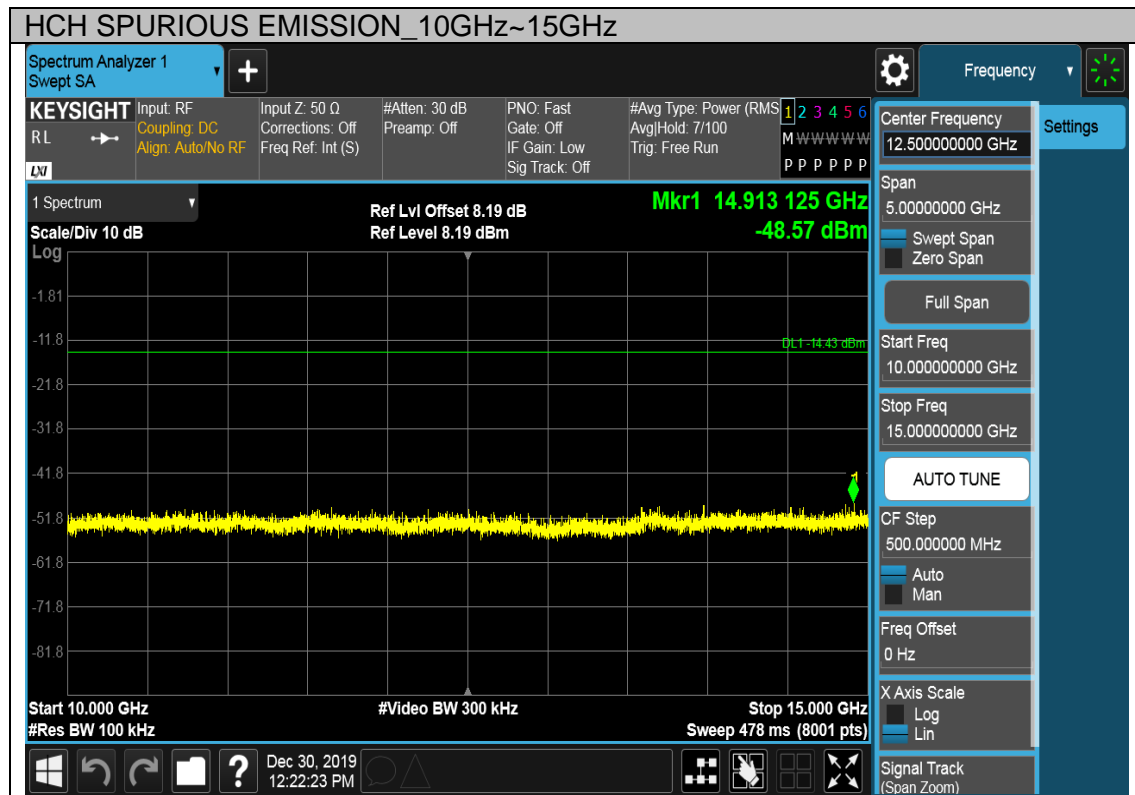 HCH SPURIOUS EMISSION_10GHz~15GHz
Spectrum Analyzer 1
Swept SA
Frequency
KEYSIGHT
RL
LXI
Input: RF
Coupling: DC
Align: Auto/No RF
Input Z: 50 Ω
Corrections: Off
Freq Ref: Int (S)
#Atten: 30 dB
Preamp: Off
PNO: Fast
Gate: Off
IF Gain: Low
Sig Track: Off
#Avg Type: Power (RMS
Avg|Hold: 7/100
Trig: Free Run
1 2 3 4 5 6
M W W W W W
P P P P P P
Center Frequency
12.500000000 GHz
Settings
1 Spectrum
Ref Lvl Offset 8.19 dB
Mkr1 14.913 125 GHz
Scale/Div 10 dB
Ref Level 8.19 dBm
-48.57 dBm
Log
-1.81
-11.8
-21.8
-31.8
-41.8
-51.8
-61.8
-71.8
-81.8
DL1 -14.43 dBm
1
Start 10.000 GHz
#Video BW 300 kHz
Stop 15.000 GHz
#Res BW 100 kHz
Sweep 478 ms (8001 pts)
Span
5.00000000 GHz
Swept Span
Zero Span
Full Span
Start Freq
10.000000000 GHz
Stop Freq
15.000000000 GHz
AUTO TUNE
CF Step
500.000000 MHz
Auto
Man
Freq Offset
0 Hz
X Axis Scale
Log
Lin
Signal Track
(Span Zoom)
?
Dec 30, 2019
12:22:23 PM